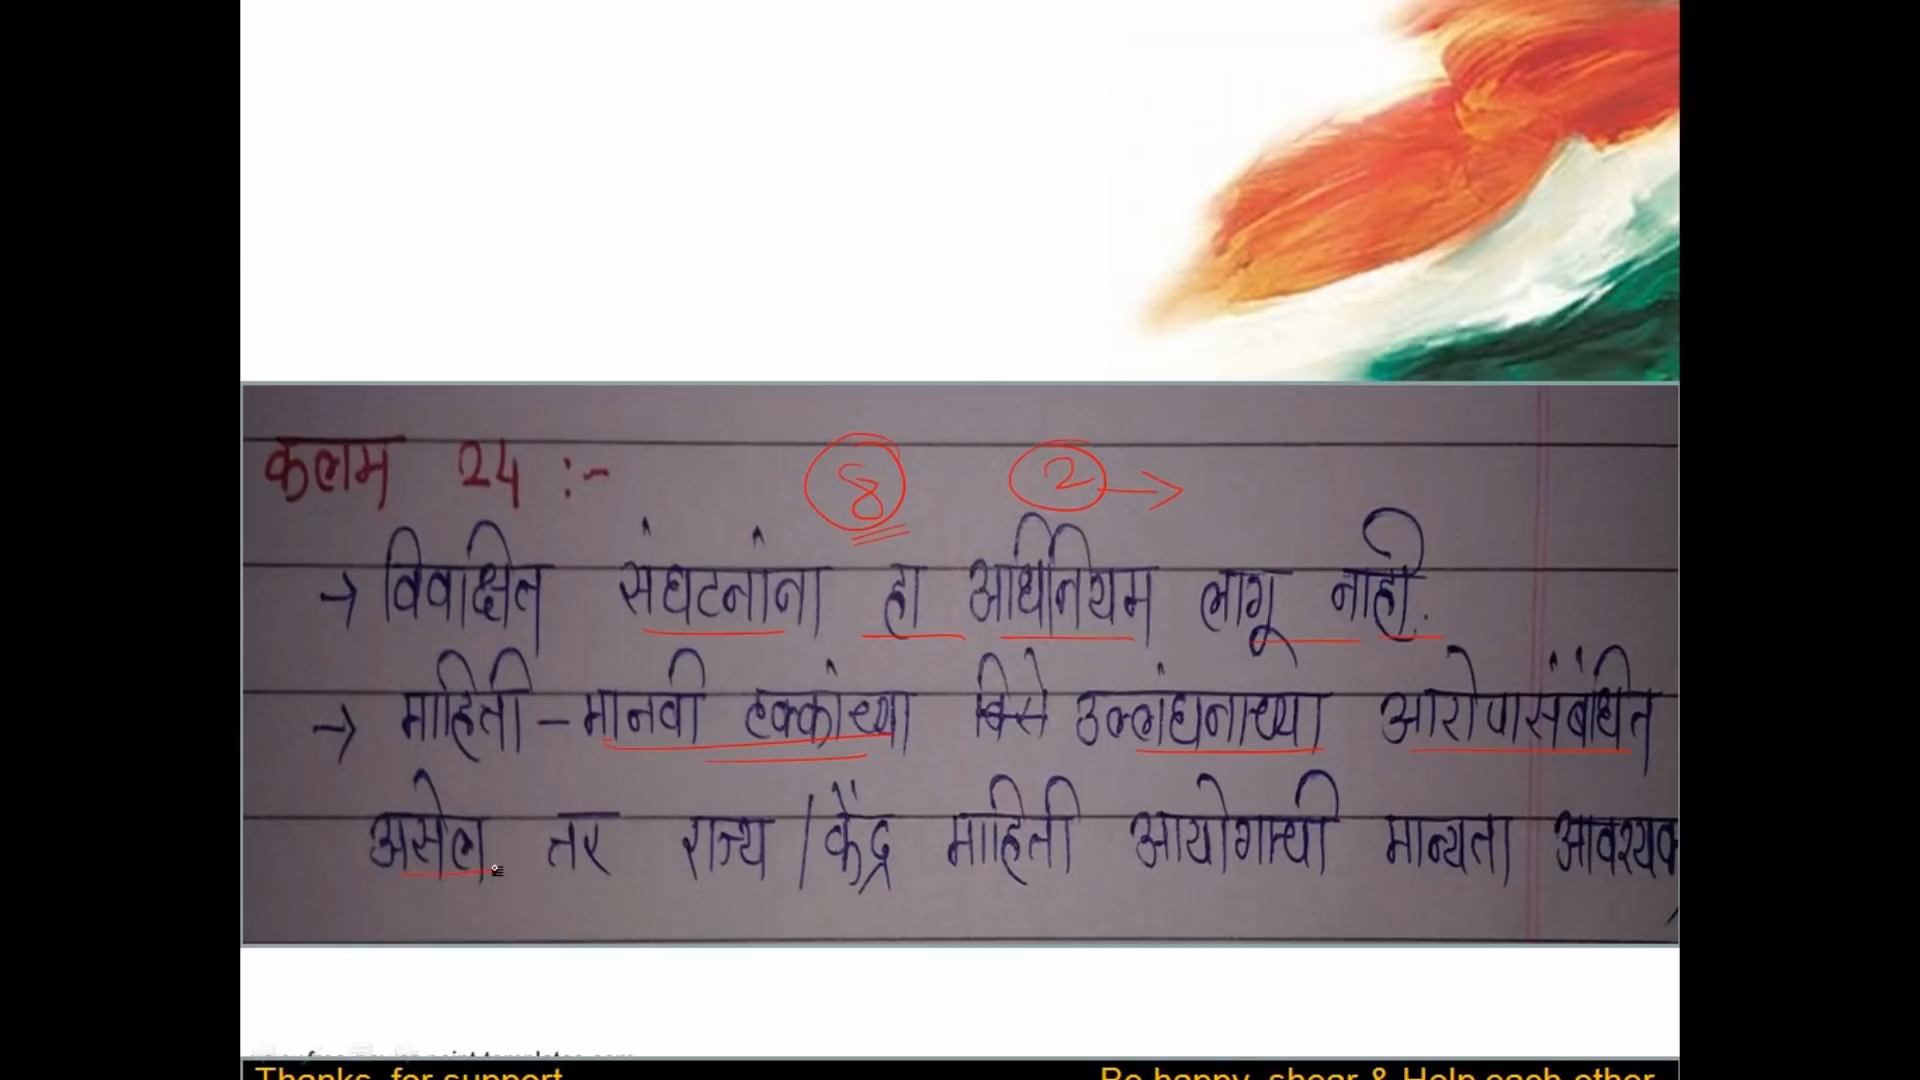 कलम 24 :-
8 2 →
→ विवक्षित संघटनांना हा अधिनियम लागू नाही.
→ माहिती - मानवी हक्कांच्या उल्लंघनाच्या आरोपासंबंधित
असेल तर राज्य / केंद्र माहिती आयोगाची मान्यता आवश्यक
Thanks for support
Be happy, shear & Help each other